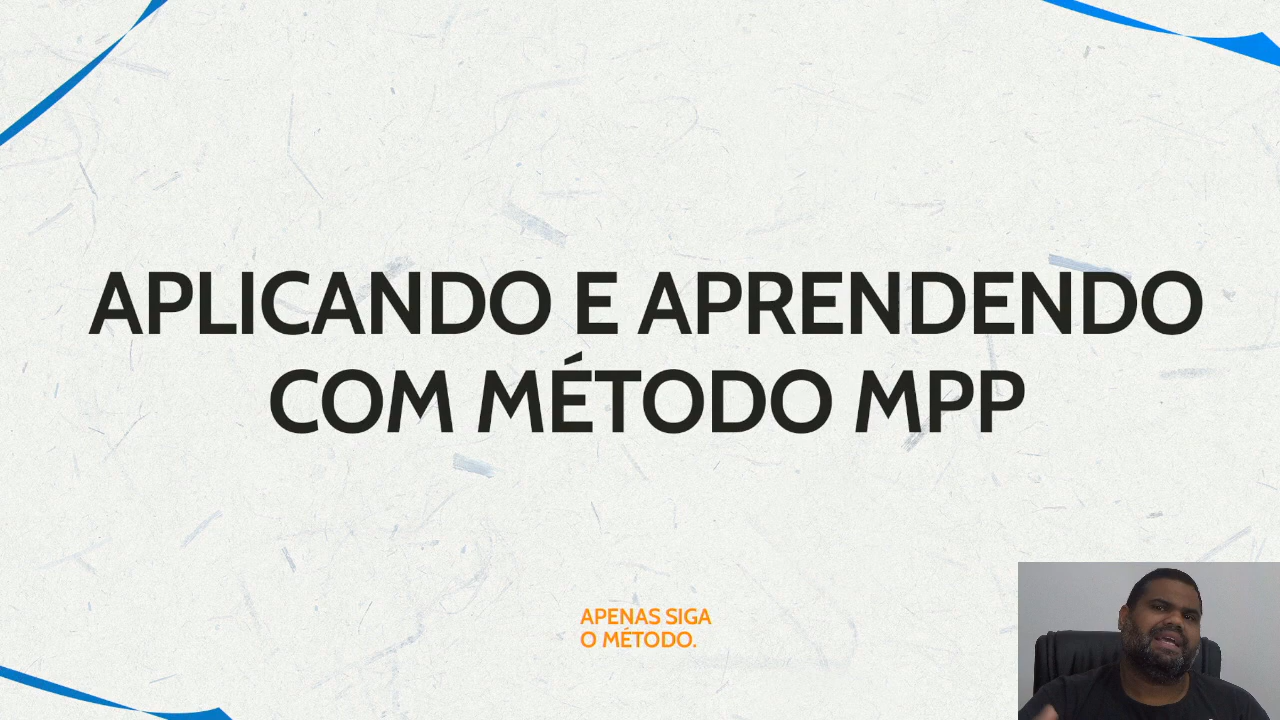 APLICANDO E APRENDENDO
COM MÉTODO MPP
APENAS SIGA
O MÉTODO.